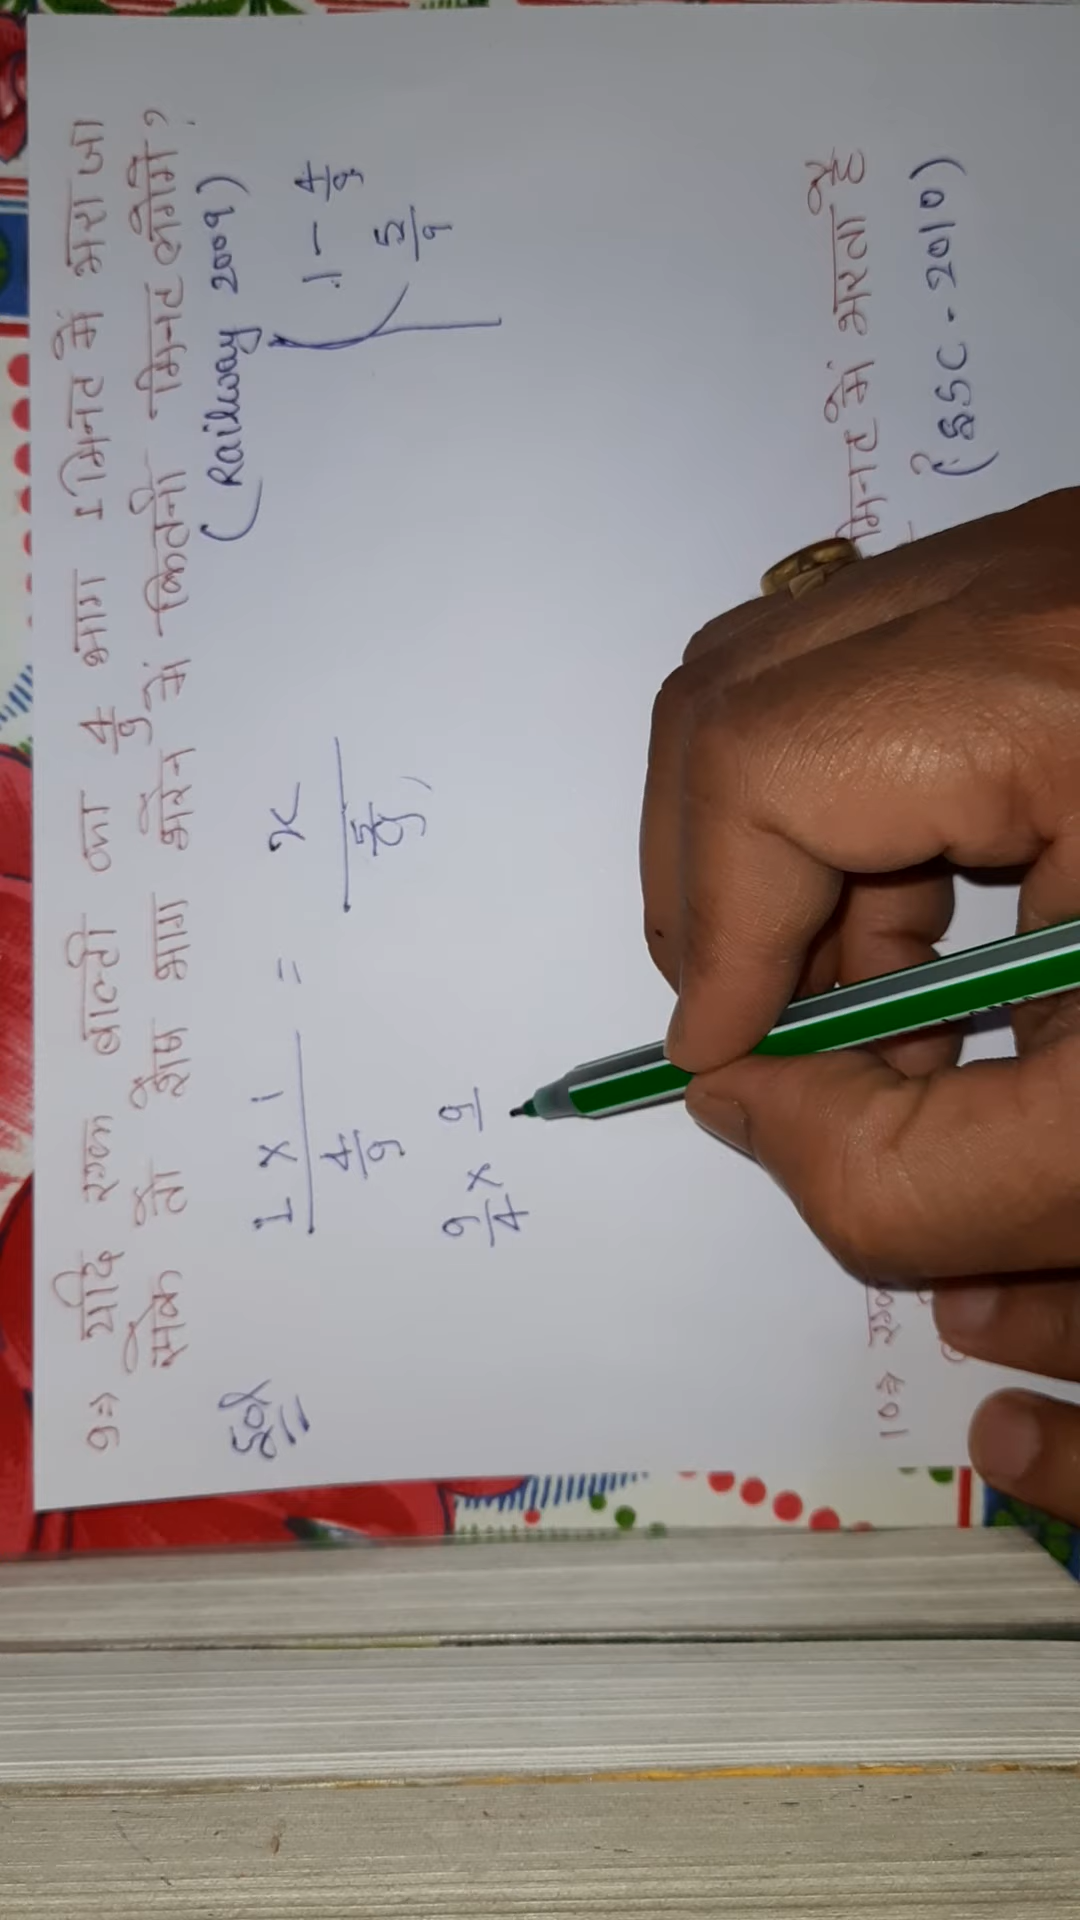 9⇒ यदि एक बाल्टी का 4/9 भाग 1 मिनट में भरा जा
सके तो शेष भाग भरने में कितनी मिनट लगेगें?
(Railway 2009)
Sol
1 × 1 / 4/9 = x / 5/9,
1 - 4/9
5/9
9/4 × 9
10⇒ एक मिनट में भरता है
?
(SSC - 2010)